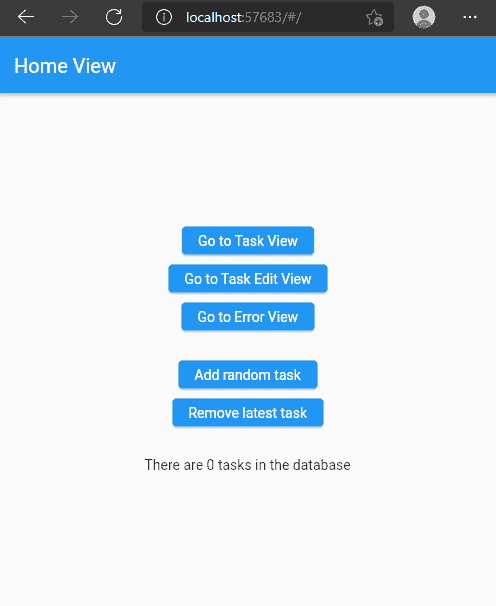 localhost:57683/#/
Home View
Go to Task View
Go to Task Edit View
Go to Error View
Add random task
Remove latest task
There are 0 tasks in the database